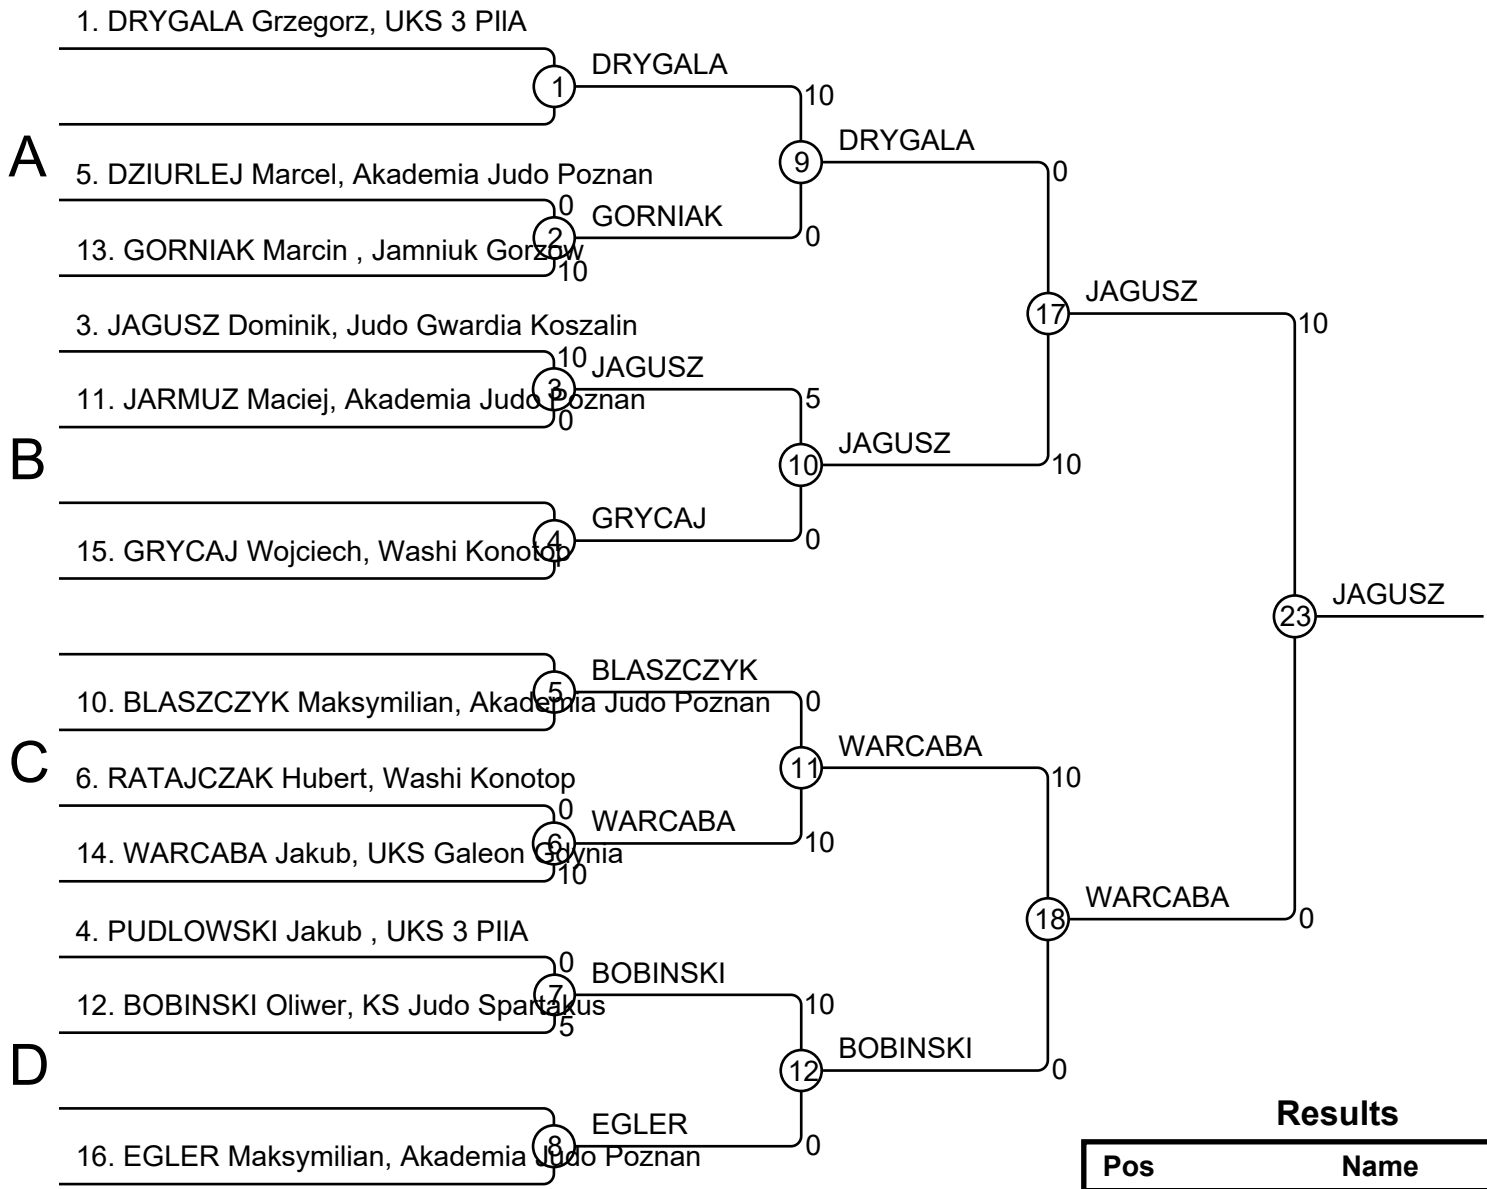 1. DRYGALA Grzegorz, UKS 3 PIIA
1
DRYGALA
10
A
9
DRYGALA
0
5. DZIURLEJ Marcel, Akademia Judo Poznan
0
2
GORNIAK
0
13. GORNIAK Marcin , Jamniuk Gorzow
10
17
JAGUSZ
10
3. JAGUSZ Dominik, Judo Gwardia Koszalin
10
3
JAGUSZ
5
11. JARMUZ Maciej, Akademia Judo Poznan
0
B
10
JAGUSZ
10
4
GRYCAJ
0
15. GRYCAJ Wojciech, Washi Konotop
23
JAGUSZ
5
BLASZCZYK
0
10. BLASZCZYK Maksymilian, Akademia Judo Poznan
C
11
WARCABA
10
6. RATAJCZAK Hubert, Washi Konotop
0
6
WARCABA
10
14. WARCABA Jakub, UKS Galeon Gdynia
10
18
WARCABA
0
4. PUDLOWSKI Jakub , UKS 3 PIIA
0
7
BOBINSKI
10
12. BOBINSKI Oliwer, KS Judo Spartakus
5
D
12
BOBINSKI
0
8
EGLER
0
16. EGLER Maksymilian, Akademia Judo Poznan
Results
Pos Name